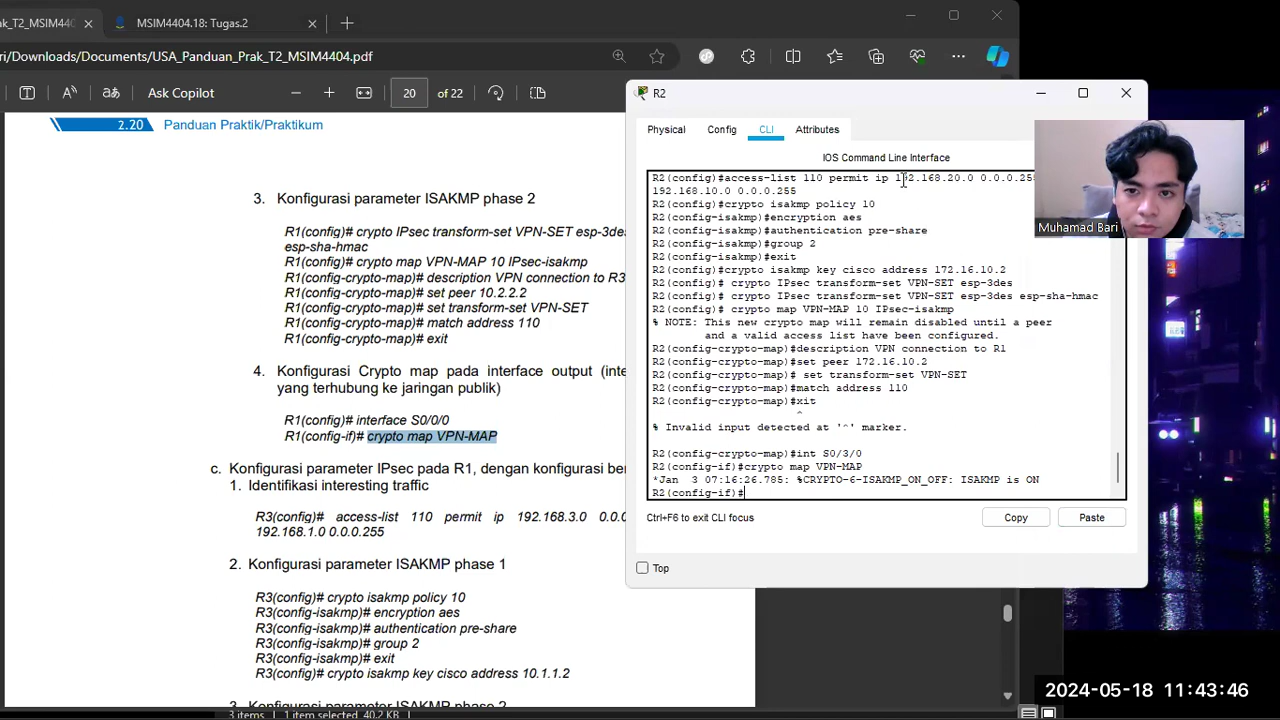 ak_T2_MSIM440
MSIM4404.18: Tugas.2
ri/Downloads/Documents/USA_Panduan_Prak_T2_MSIM4404.pdf
Ask Copilot
20 of 22
2.20 Panduan Praktik/Praktikum
3. Konfigurasi parameter ISAKMP phase 2
R1(config)# crypto IPsec transform-set VPN-SET esp-3des
esp-sha-hmac
R1(config)# crypto map VPN-MAP 10 IPsec-isakmp
R1(config-crypto-map)# description VPN connection to R3
R1(config-crypto-map)# set peer 10.2.2.2
R1(config-crypto-map)# set transform-set VPN-SET
R1(config-crypto-map)# match address 110
R1(config-crypto-map)# exit
4. Konfigurasi Crypto map pada interface output (inte
yang terhubung ke jaringan publik)
R1(config)# interface S0/0/0
R1(config-if)# crypto map VPN-MAP
c. Konfigurasi parameter IPsec pada R1, dengan konfigurasi ber
1. Identifikasi interesting traffic
R3(config)# access-list 110 permit ip 192.168.3.0 0.0.0
192.168.1.0 0.0.0.255
2. Konfigurasi parameter ISAKMP phase 1
R3(config)# crypto isakmp policy 10
R3(config-isakmp)# encryption aes
R3(config-isakmp)# authentication pre-share
R3(config-isakmp)# group 2
R3(config-isakmp)# exit
R3(config)# crypto isakmp key cisco address 10.1.1.2
3. Konfigurasi parameter ISAKMP phase 2
3 items
1 item selected 40.2 KB
R2
Physical Config CLI Attributes
IOS Command Line Interface
R2(config)#access-list 110 permit ip 192.168.20.0 0.0.0.255
192.168.10.0 0.0.0.255
R2(config)#crypto isakmp policy 10
R2(config-isakmp)#encryption aes
R2(config-isakmp)#authentication pre-share
R2(config-isakmp)#group 2
R2(config-isakmp)#exit
R2(config)#crypto isakmp key cisco address 172.16.10.2
R2(config)# crypto IPsec transform-set VPN-SET esp-3des
R2(config)# crypto IPsec transform-set VPN-SET esp-3des esp-sha-hmac
R2(config)# crypto map VPN-MAP 10 IPsec-isakmp
% NOTE: This new crypto map will remain disabled until a peer
and a valid access list have been configured.
R2(config-crypto-map)#description VPN connection to R1
R2(config-crypto-map)#set peer 172.16.10.2
R2(config-crypto-map)# set transform-set VPN-SET
R2(config-crypto-map)#match address 110
R2(config-crypto-map)#xit
^
% Invalid input detected at '^' marker.
R2(config-crypto-map)#int S0/3/0
R2(config-if)#crypto map VPN-MAP
*Jan 3 07:16:26.785: %CRYPTO-6-ISAKMP_ON_OFF: ISAKMP is ON
R2(config-if)#
Ctrl+F6 to exit CLI focus
Copy
Paste
Top
Muhamad Bari
2024-05-18 11:43:46